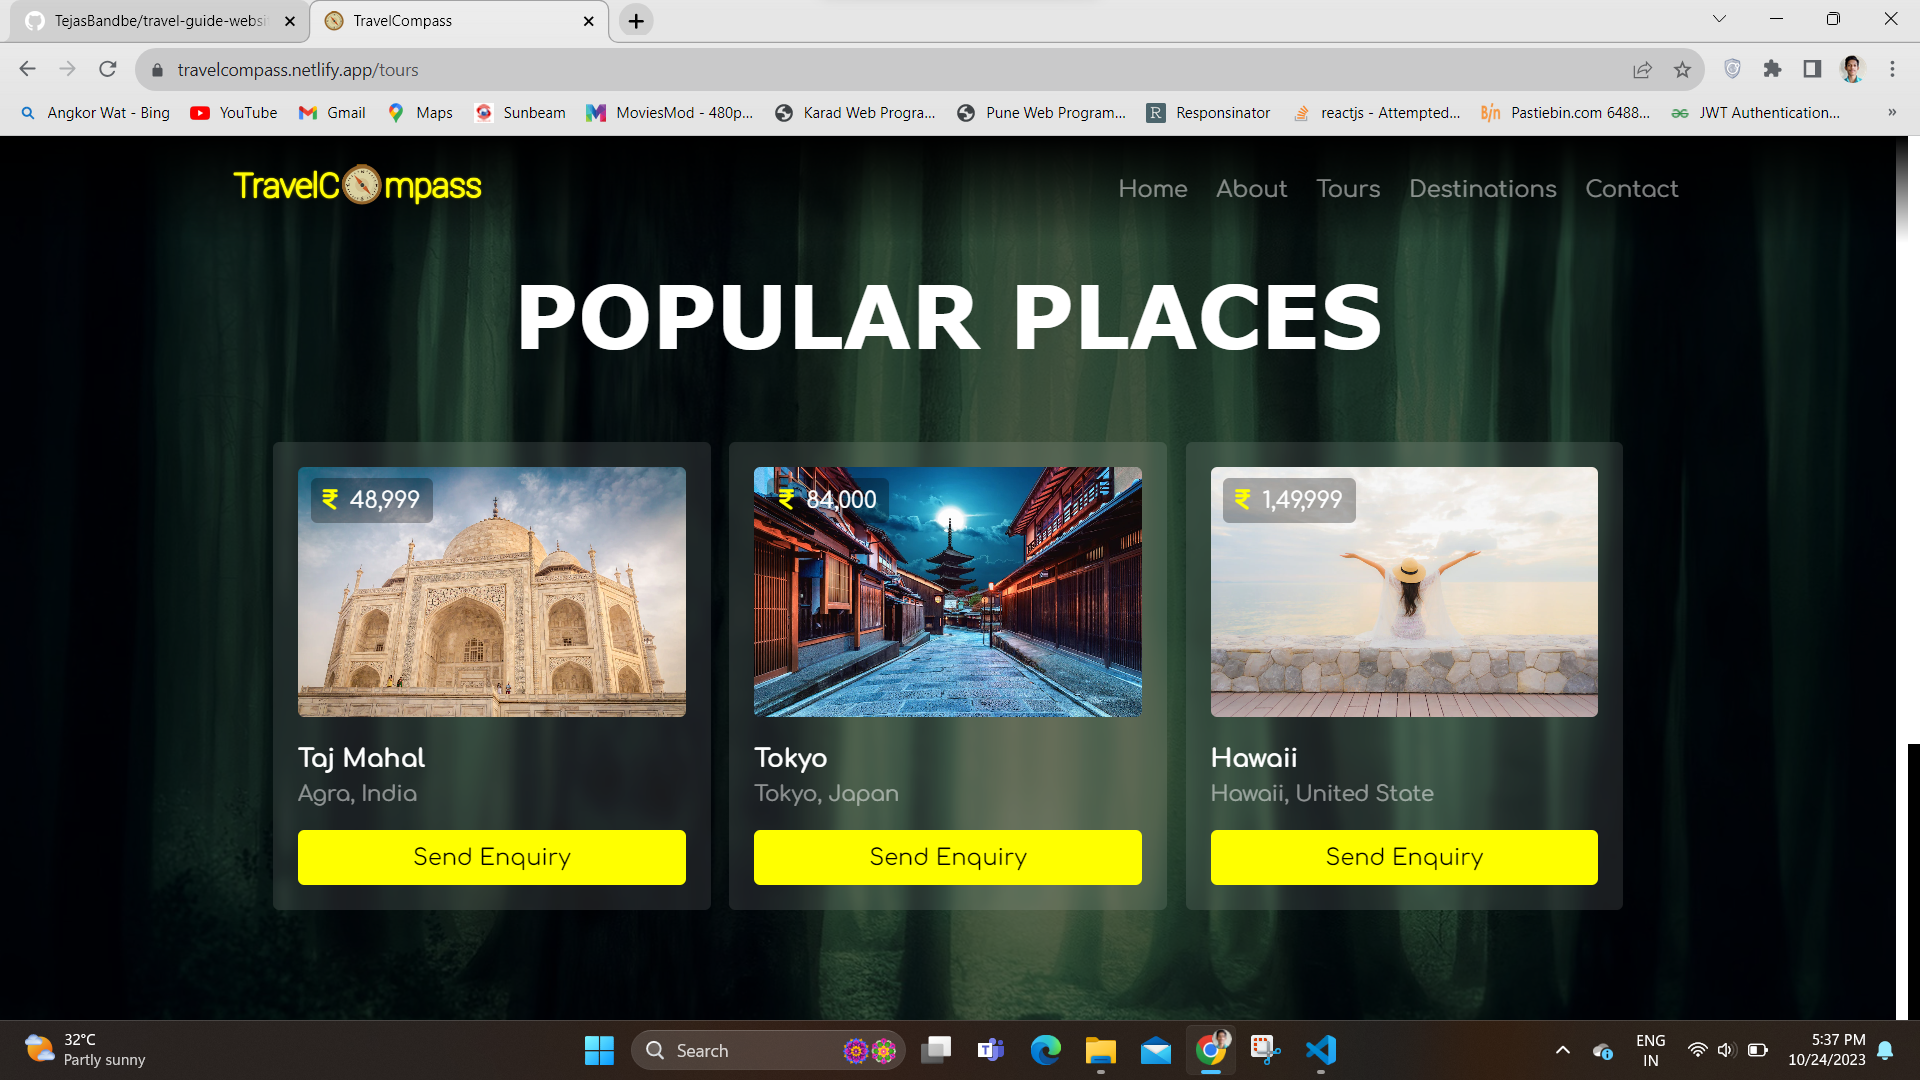 TejasBandbe/travel-guide-websi
TravelCompass
travelcompass.netlify.app/tours
Angkor Wat - Bing
YouTube
Gmail
Maps
Sunbeam
MoviesMod - 480p...
Karad Web Progra...
Pune Web Program...
R
Responsinator
reactjs - Attempted...
B/n
Pastiebin.com 6488...
JWT Authentication...
»
TravelCompass
Home
About
Tours
Destinations
Contact
POPULAR PLACES
₹ 48,999
₹ 84,000
₹ 1,49,999
Taj Mahal
Agra, India
Send Enquiry
Tokyo
Tokyo, Japan
Send Enquiry
Hawaii
Hawaii, United State
Send Enquiry
32°C
Partly sunny
Search
ENG
IN
5:37 PM
10/24/2023